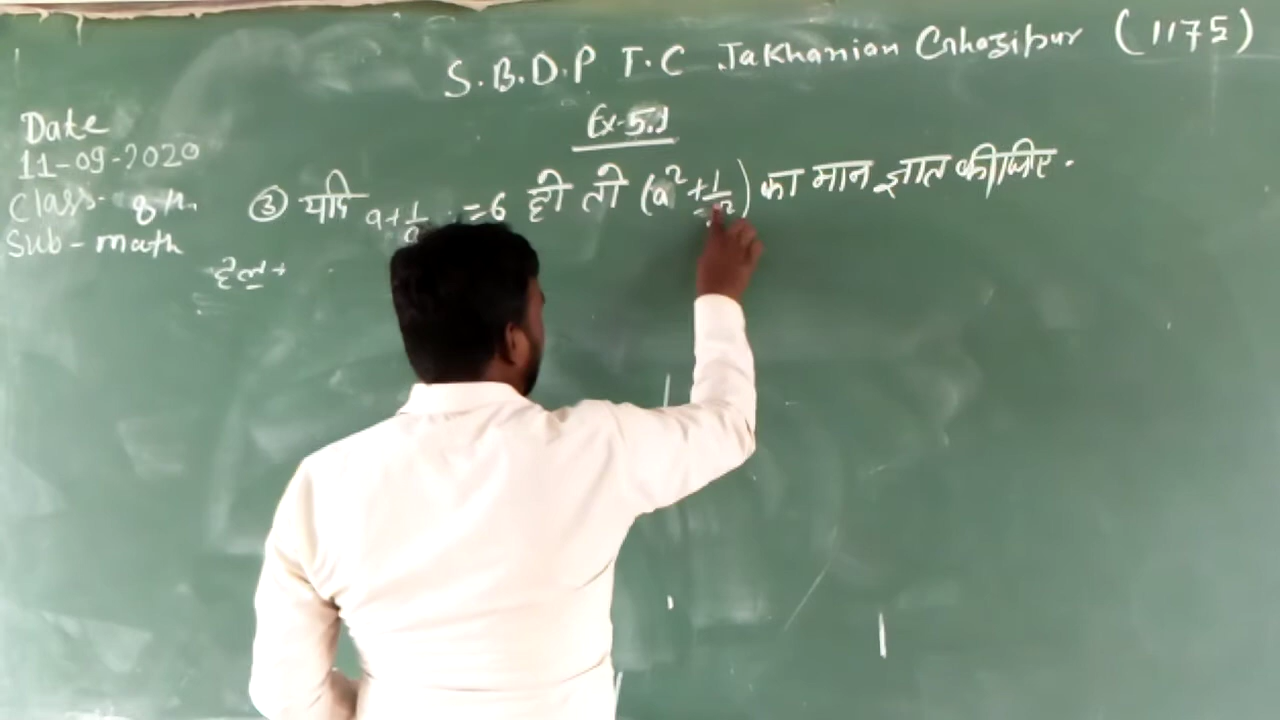 S.B.D.P T.C Jakhanian Ghazipur (1175)
Ex-5.1
Date
11-09-2020
Class- 8th
Sub-math
③ यदि a+1/a =6 हो तो (a²+1/a²) का मान ज्ञात कीजिए.
हल→